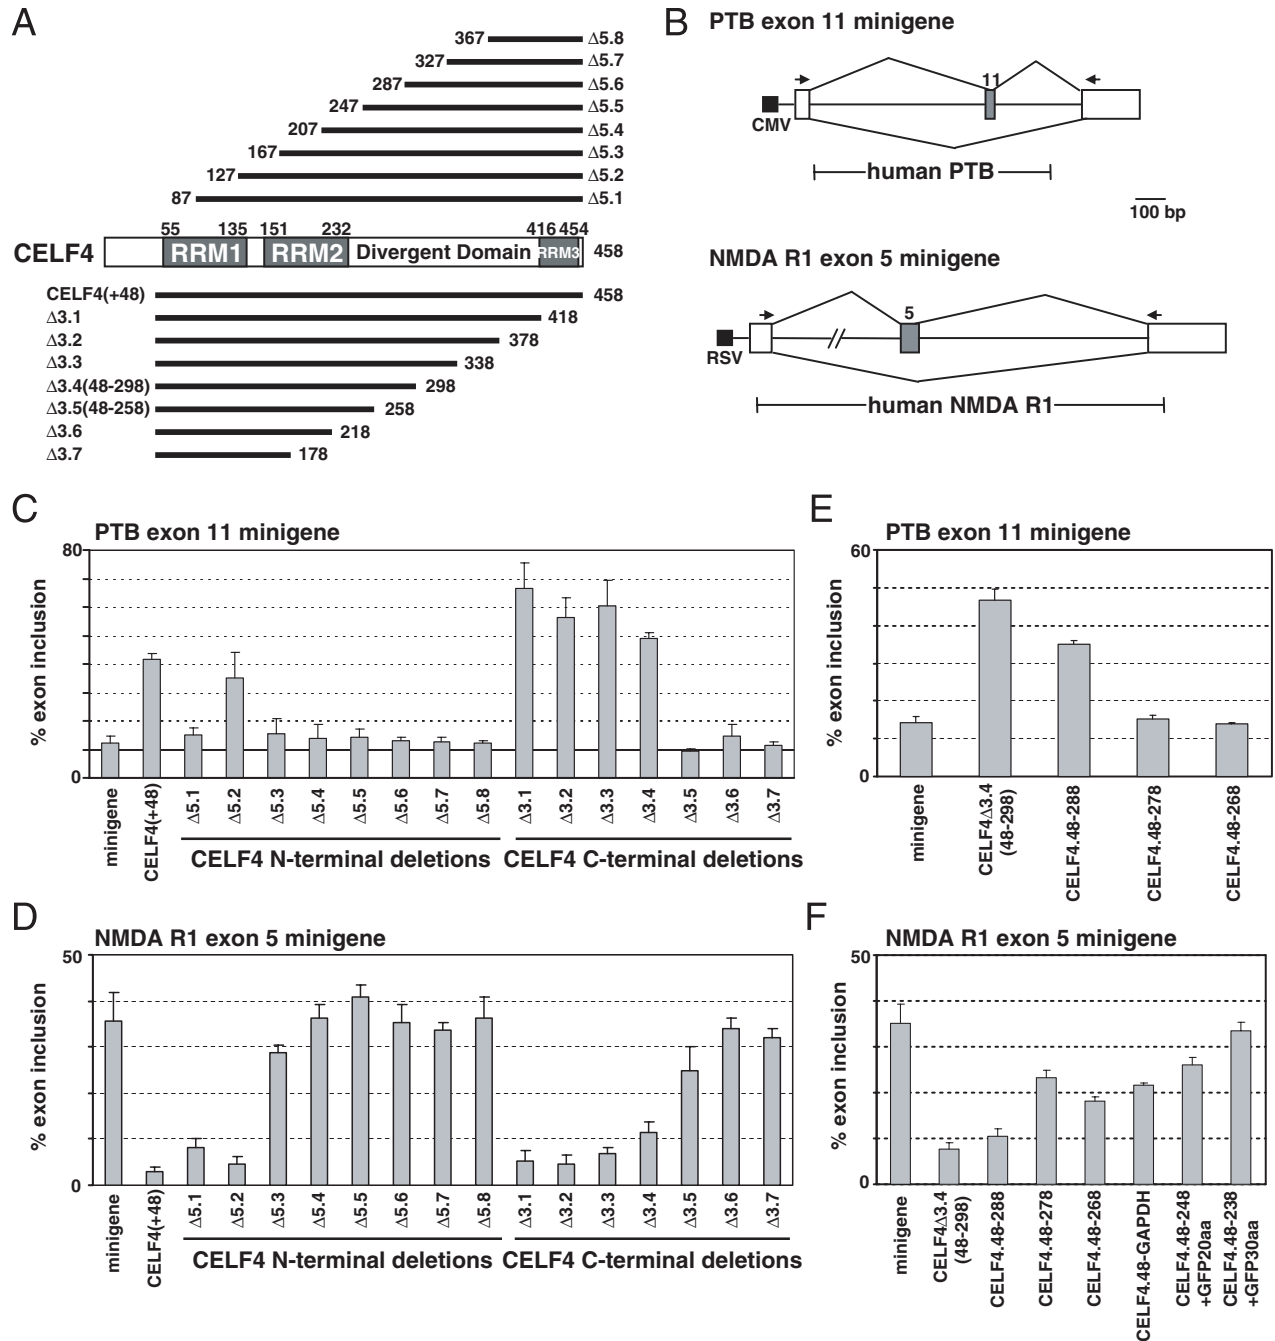 A
367 Δ5.8
327 Δ5.7
287 Δ5.6
247 Δ5.5
207 Δ5.4
167 Δ5.3
127 Δ5.2
87 Δ5.1
55 135 151 232 416 454
CELF4 RRM1 RRM2 Divergent Domain RRM3 458
CELF4(+48) 458
Δ3.1 418
Δ3.2 378
Δ3.3 338
Δ3.4(48-298) 298
Δ3.5(48-258) 258
Δ3.6 218
Δ3.7 178
B
PTB exon 11 minigene
11
CMV
human PTB
100 bp
NMDA R1 exon 5 minigene
5
RSV
human NMDA R1
C
PTB exon 11 minigene
80
0
% exon inclusion
minigene
CELF4(+48)
Δ5.1
Δ5.2
Δ5.3
Δ5.4
Δ5.5
Δ5.6
Δ5.7
Δ5.8
Δ3.1
Δ3.2
Δ3.3
Δ3.4
Δ3.5
Δ3.6
Δ3.7
CELF4 N-terminal deletions CELF4 C-terminal deletions
E
PTB exon 11 minigene
60
0
% exon inclusion
minigene
CELF4Δ3.4
(48-298)
CELF4.48-288
CELF4.48-278
CELF4.48-268
D
NMDA R1 exon 5 minigene
50
0
% exon inclusion
minigene
CELF4(+48)
Δ5.1
Δ5.2
Δ5.3
Δ5.4
Δ5.5
Δ5.6
Δ5.7
Δ5.8
Δ3.1
Δ3.2
Δ3.3
Δ3.4
Δ3.5
Δ3.6
Δ3.7
CELF4 N-terminal deletions CELF4 C-terminal deletions
F
NMDA R1 exon 5 minigene
50
0
% exon inclusion
minigene
CELF4Δ3.4
(48-298)
CELF4.48-288
CELF4.48-278
CELF4.48-268
CELF4.48-GAPDH
CELF4.48-248
+GFP20aa
CELF4.48-238
+GFP30aa